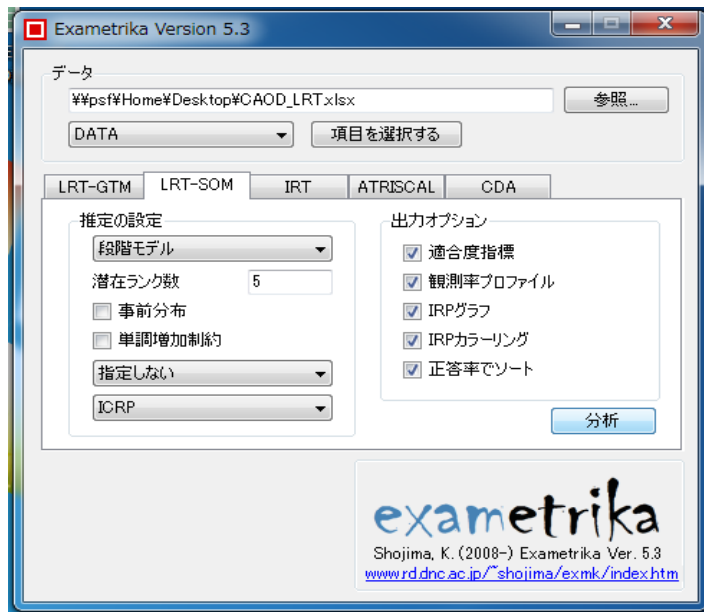 Exametrika Version 5.3
データ
¥¥psf¥Home¥Desktop¥CAOD_LRT.xlsx
参照...
DATA
項目を選択する
LRT-GTM LRT-SOM IRT ATRISCAL CDA
推定の設定
段階モデル
潜在ランク数 5
事前分布
単調増加制約
指定しない
ICRP
出力オプション
適合度指標
観測率プロファイル
IRPグラフ
IRPカラーリング
正答率でソート
分析
exametrika
Shojima, K. (2008-) Exametrika Ver. 5.3
www.rd.dnc.ac.jp/~shojima/exmk/index.htm